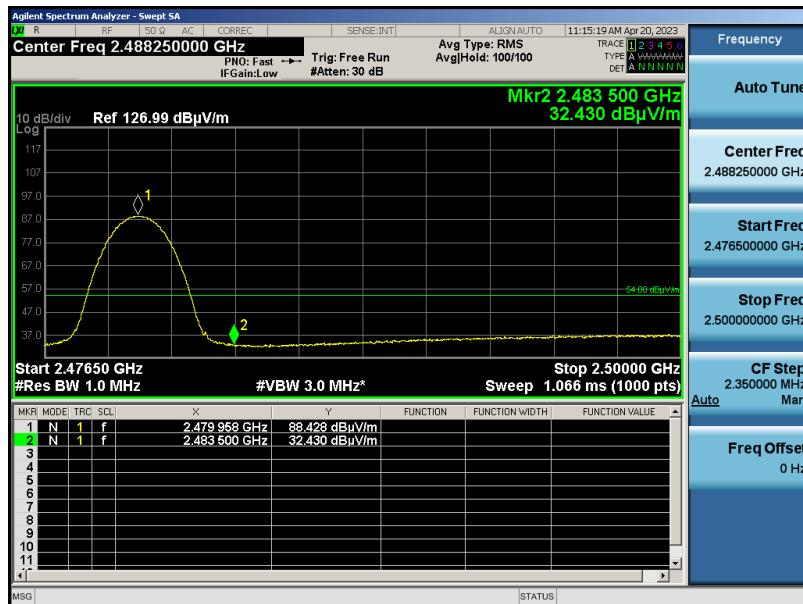 Agilent Spectrum Analyzer - Swept SA
LXI R RF 50 Ω AC CORREC SENSE:INT ALIGN AUTO 11:15:19 AM Apr 20, 2023
Center Freq 2.488250000 GHz
PNO: Fast
IFGain:Low
Trig: Free Run
#Atten: 30 dB
Avg Type: RMS
Avg|Hold: 100/100
TRACE 1 2 3 4 5 6
TYPE A
DET A N N N N N
Mkr2 2.483 500 GHz
32.430 dBµV/m
10 dB/div
Log
Ref 126.99 dBµV/m
117
107
97.0
87.0
77.0
67.0
57.0
47.0
37.0
1
2
54.00 dBµV/m
Start 2.47650 GHz Stop 2.50000 GHz
#Res BW 1.0 MHz #VBW 3.0 MHz* Sweep 1.066 ms (1000 pts)
MKR MODE TRC SCL X Y FUNCTION FUNCTION WIDTH FUNCTION VALUE
1 N 1 f 2.479 958 GHz 88.428 dBµV/m
2 N 1 f 2.483 500 GHz 32.430 dBµV/m
3
4
5
6
7
8
9
10
11
MSG STATUS
Frequency
Auto Tune
Center Freq
2.488250000 GHz
Start Freq
2.476500000 GHz
Stop Freq
2.500000000 GHz
CF Step
2.350000 MHz
Auto Man
Freq Offset
0 Hz